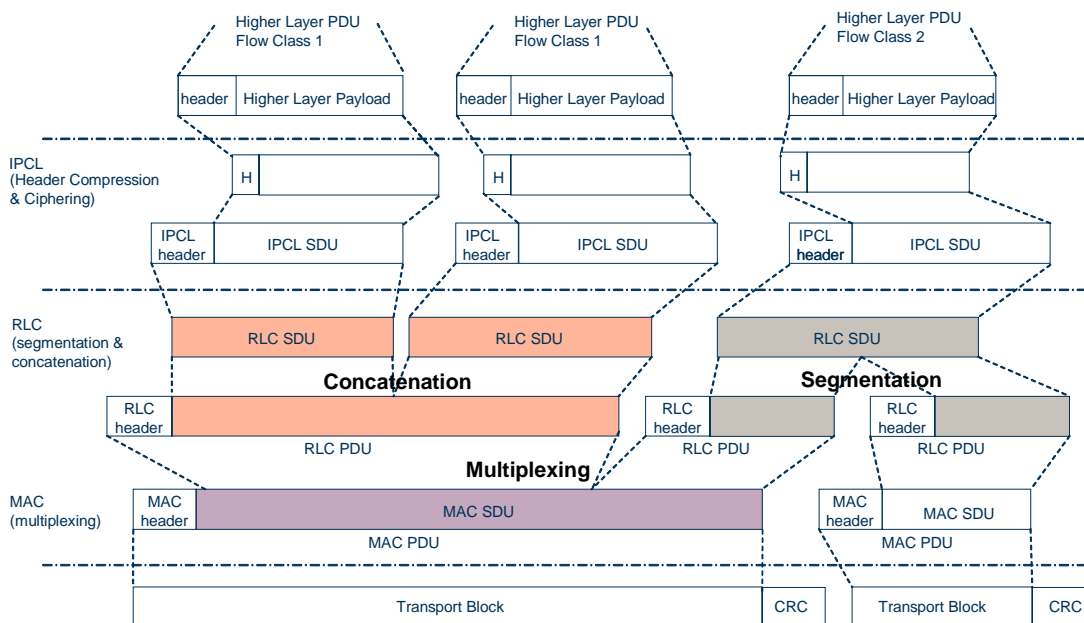 Higher Layer PDU
Flow Class 1
Higher Layer PDU
Flow Class 1
Higher Layer PDU
Flow Class 2
header
Higher Layer Payload
header
Higher Layer Payload
header
Higher Layer Payload
IPCL
(Header Compression
& Ciphering)
H
H
H
IPCL
header
IPCL SDU
IPCL
header
IPCL SDU
IPCL
header
IPCL SDU
RLC
(segmentation &
concatenation)
RLC SDU
RLC SDU
RLC SDU
Concatenation
Segmentation
RLC
header
RLC
header
RLC
header
RLC PDU
RLC PDU
RLC PDU
Multiplexing
MAC
(multiplexing)
MAC
header
MAC SDU
MAC
header
MAC SDU
MAC PDU
MAC PDU
Transport Block
CRC
Transport Block
CRC